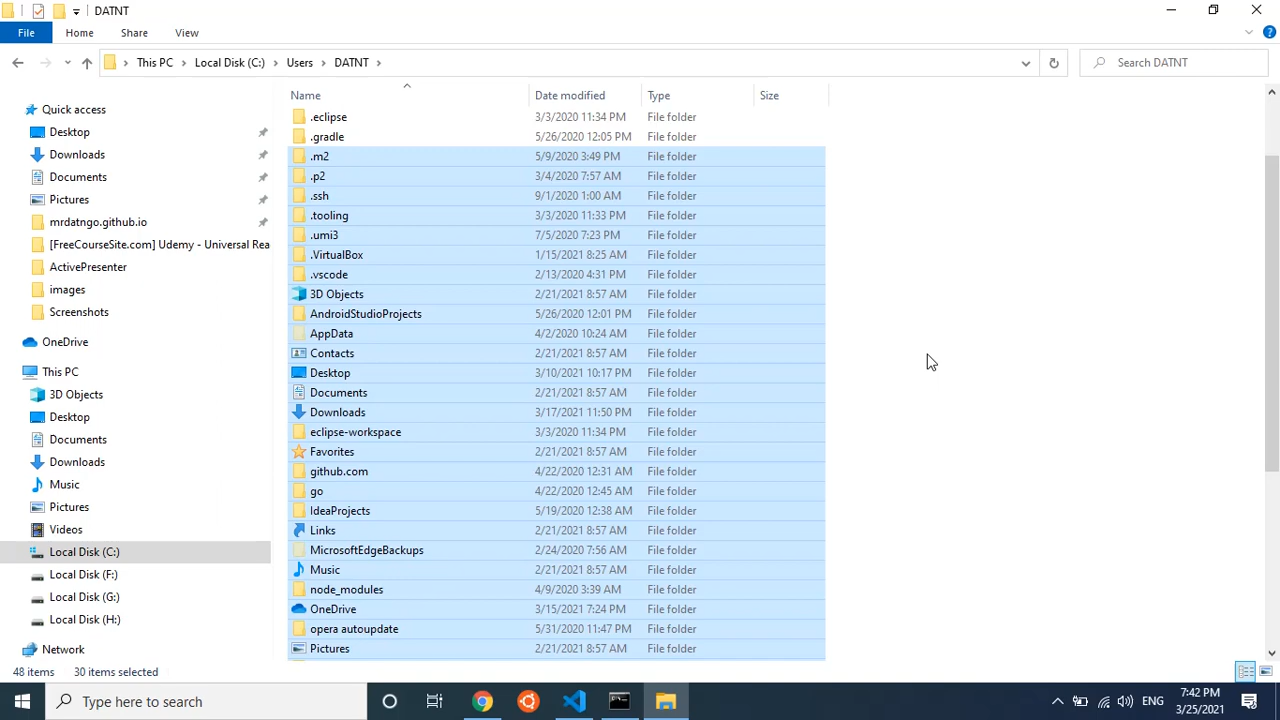 DATNT
File Home Share View
This PC Local Disk (C:) Users DATNT Search DATNT
Name Date modified Type Size
Quick access
Desktop
Downloads
Documents
Pictures
mrdatngo.github.io
[FreeCourseSite.com] Udemy - Universal Rea
ActivePresenter
images
Screenshots
OneDrive
This PC
3D Objects
Desktop
Documents
Downloads
Music
Pictures
Videos
Local Disk (C:)
Local Disk (F:)
Local Disk (G:)
Local Disk (H:)
Network
.eclipse 3/3/2020 11:34 PM File folder
.gradle 5/26/2020 12:05 PM File folder
.m2 5/9/2020 3:49 PM File folder
.p2 3/4/2020 7:57 AM File folder
.ssh 9/1/2020 1:00 AM File folder
.tooling 3/3/2020 11:33 PM File folder
.umi3 7/5/2020 7:23 PM File folder
.VirtualBox 1/15/2021 8:25 AM File folder
.vscode 2/13/2020 4:31 PM File folder
3D Objects 2/21/2021 8:57 AM File folder
AndroidStudioProjects 5/26/2020 12:01 PM File folder
AppData 4/2/2020 10:24 AM File folder
Contacts 2/21/2021 8:57 AM File folder
Desktop 3/10/2021 10:17 PM File folder
Documents 2/21/2021 8:57 AM File folder
Downloads 3/17/2021 11:50 PM File folder
eclipse-workspace 3/3/2020 11:34 PM File folder
Favorites 2/21/2021 8:57 AM File folder
github.com 4/22/2020 12:31 AM File folder
go 4/22/2020 12:45 AM File folder
IdeaProjects 5/19/2020 12:38 AM File folder
Links 2/21/2021 8:57 AM File folder
MicrosoftEdgeBackups 2/24/2020 7:56 AM File folder
Music 2/21/2021 8:57 AM File folder
node_modules 4/9/2020 3:39 AM File folder
OneDrive 3/15/2021 7:24 PM File folder
opera autoupdate 5/31/2020 11:47 PM File folder
Pictures 2/21/2021 8:57 AM File folder
48 items 30 items selected
Type here to search ENG 7:42 PM
3/25/2021